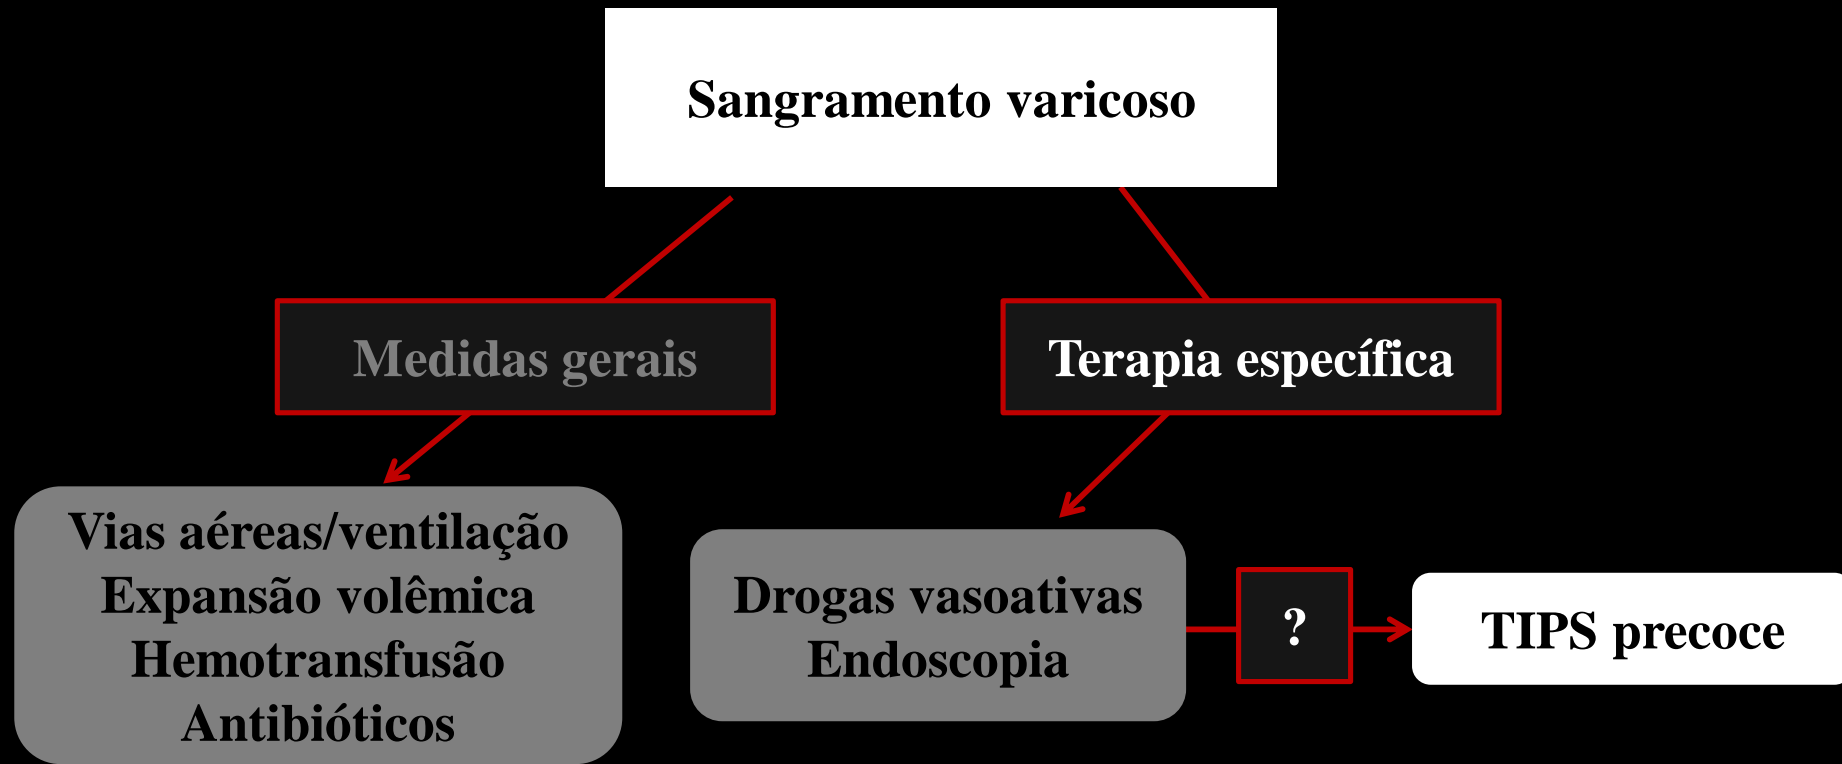 Sangramento varicoso
Medidas gerais
Terapia específica
Vias aéreas/ventilação
Expansão volêmica
Hemotransfusão
Antibióticos
Drogas vasoativas
Endoscopia
?
TIPS precoce